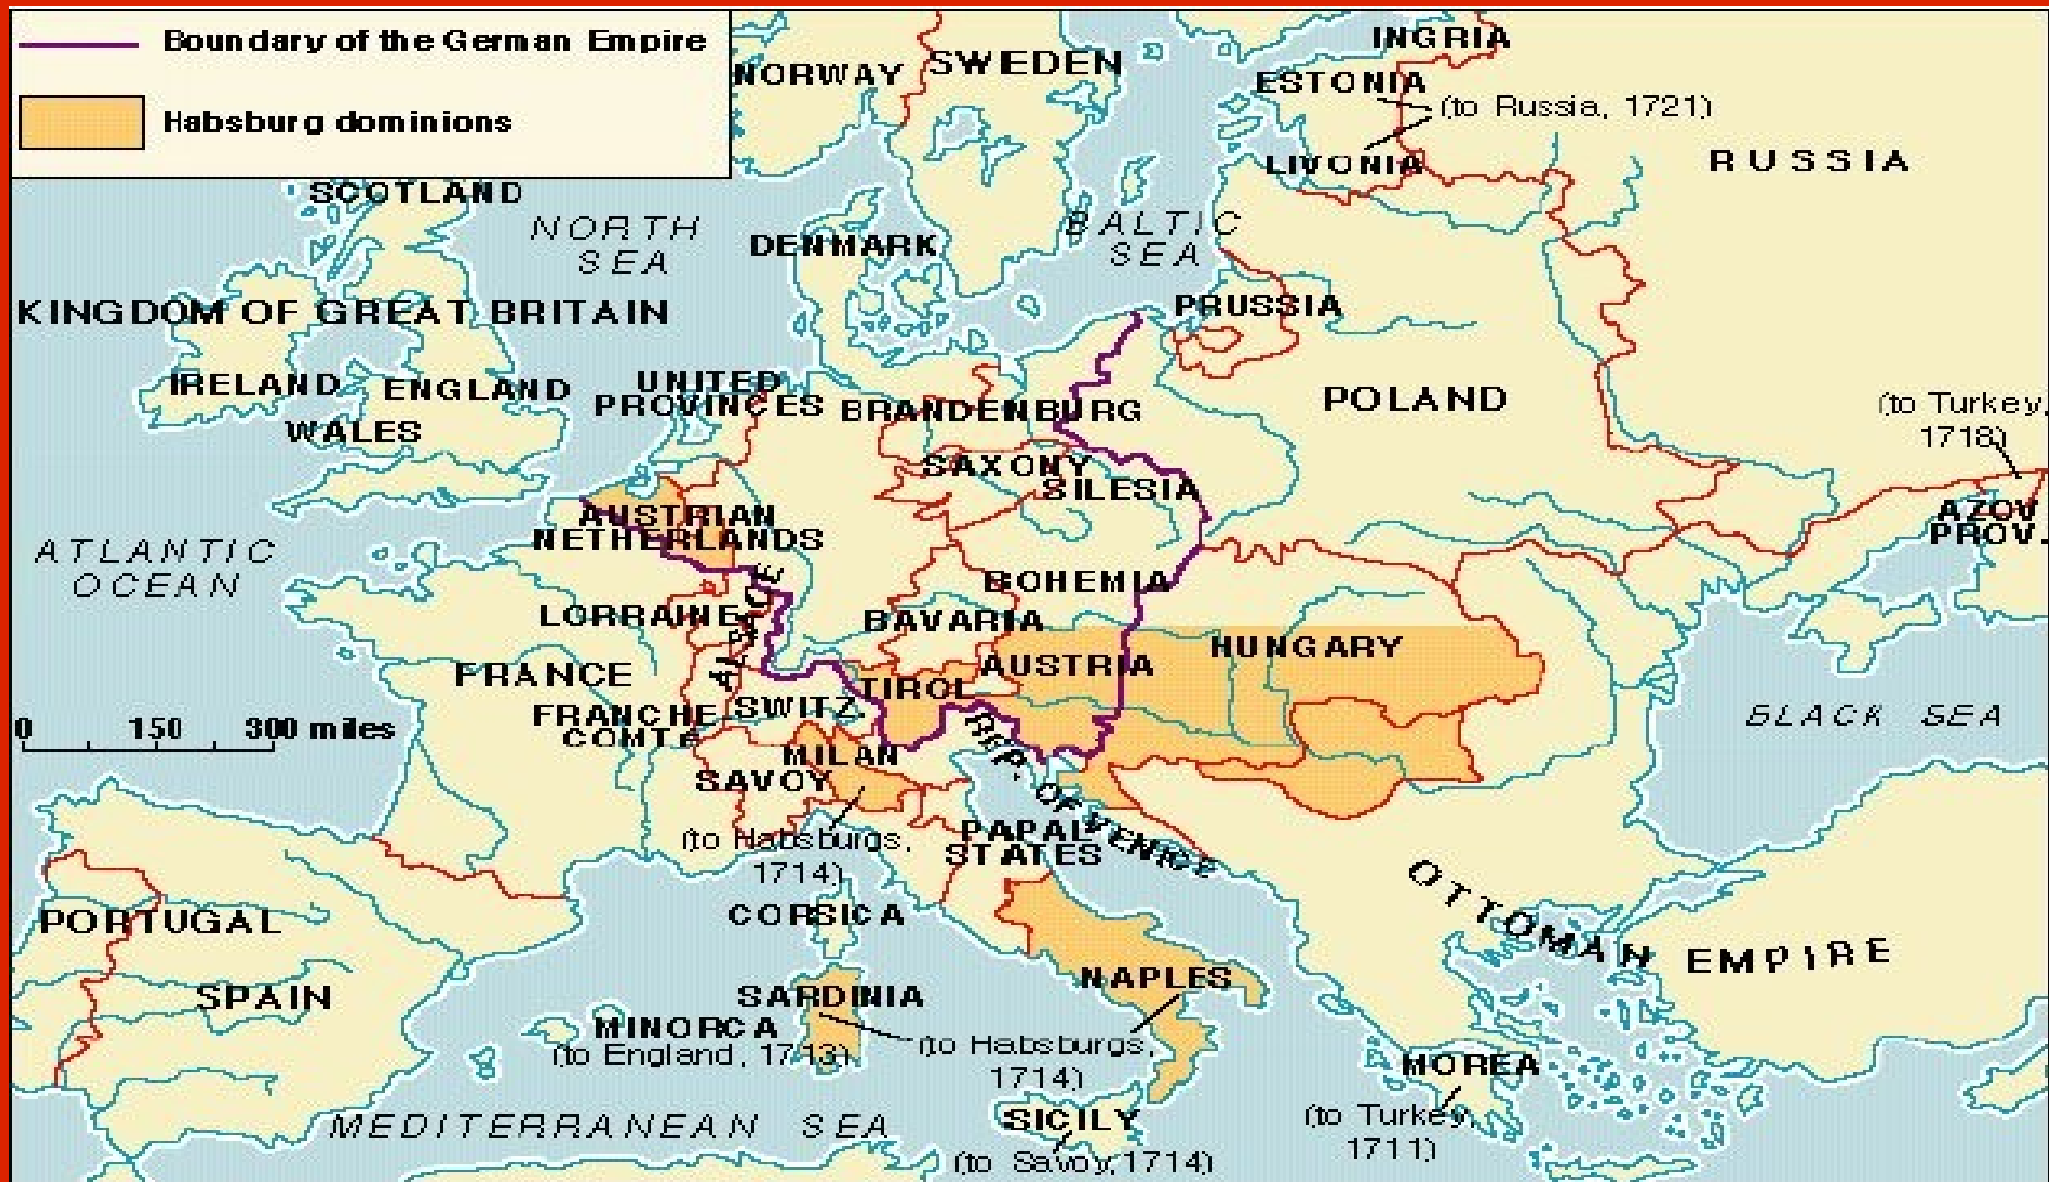 Boundary of the German Empire
Habsburg dominions
NORWAY
SWEDEN
INGRIA
ESTONIA
(to Russia, 1721)
LIVONIA
RUSSIA
SCOTLAND
NORTH
SEA
DENMARK
BALTIC
SEA
KINGDOM OF GREAT BRITAIN
PRUSSIA
IRELAND
ENGLAND
WALES
UNITED
PROVINCES
BRANDENBURG
POLAND
(to Turkey,
1718)
SAXONY
SILESIA
AUSTRIAN
NETHERLANDS
AZOV
PROV.
ATLANTIC
OCEAN
BOHEMIA
LORRAINE
ALSACE
BAVARIA
HUNGARY
FRANCE
AUSTRIA
TIROL
FRANCHE
COMTE
SWITZ.
BLACK SEA
0 150 300 miles
MILAN
SAVOY
REP. OF VENICE
(to Habsburgs,
1714)
PAPAL
STATES
OTTOMAN EMPIRE
CORSICA
PORTUGAL
SPAIN
NAPLES
SARDINIA
MINORCA
(to England, 1713)
(to Habsburgs,
1714)
MOREA
(to Turkey,
1711)
SICILY
(to Savoy, 1714)
MEDITERRANEAN SEA